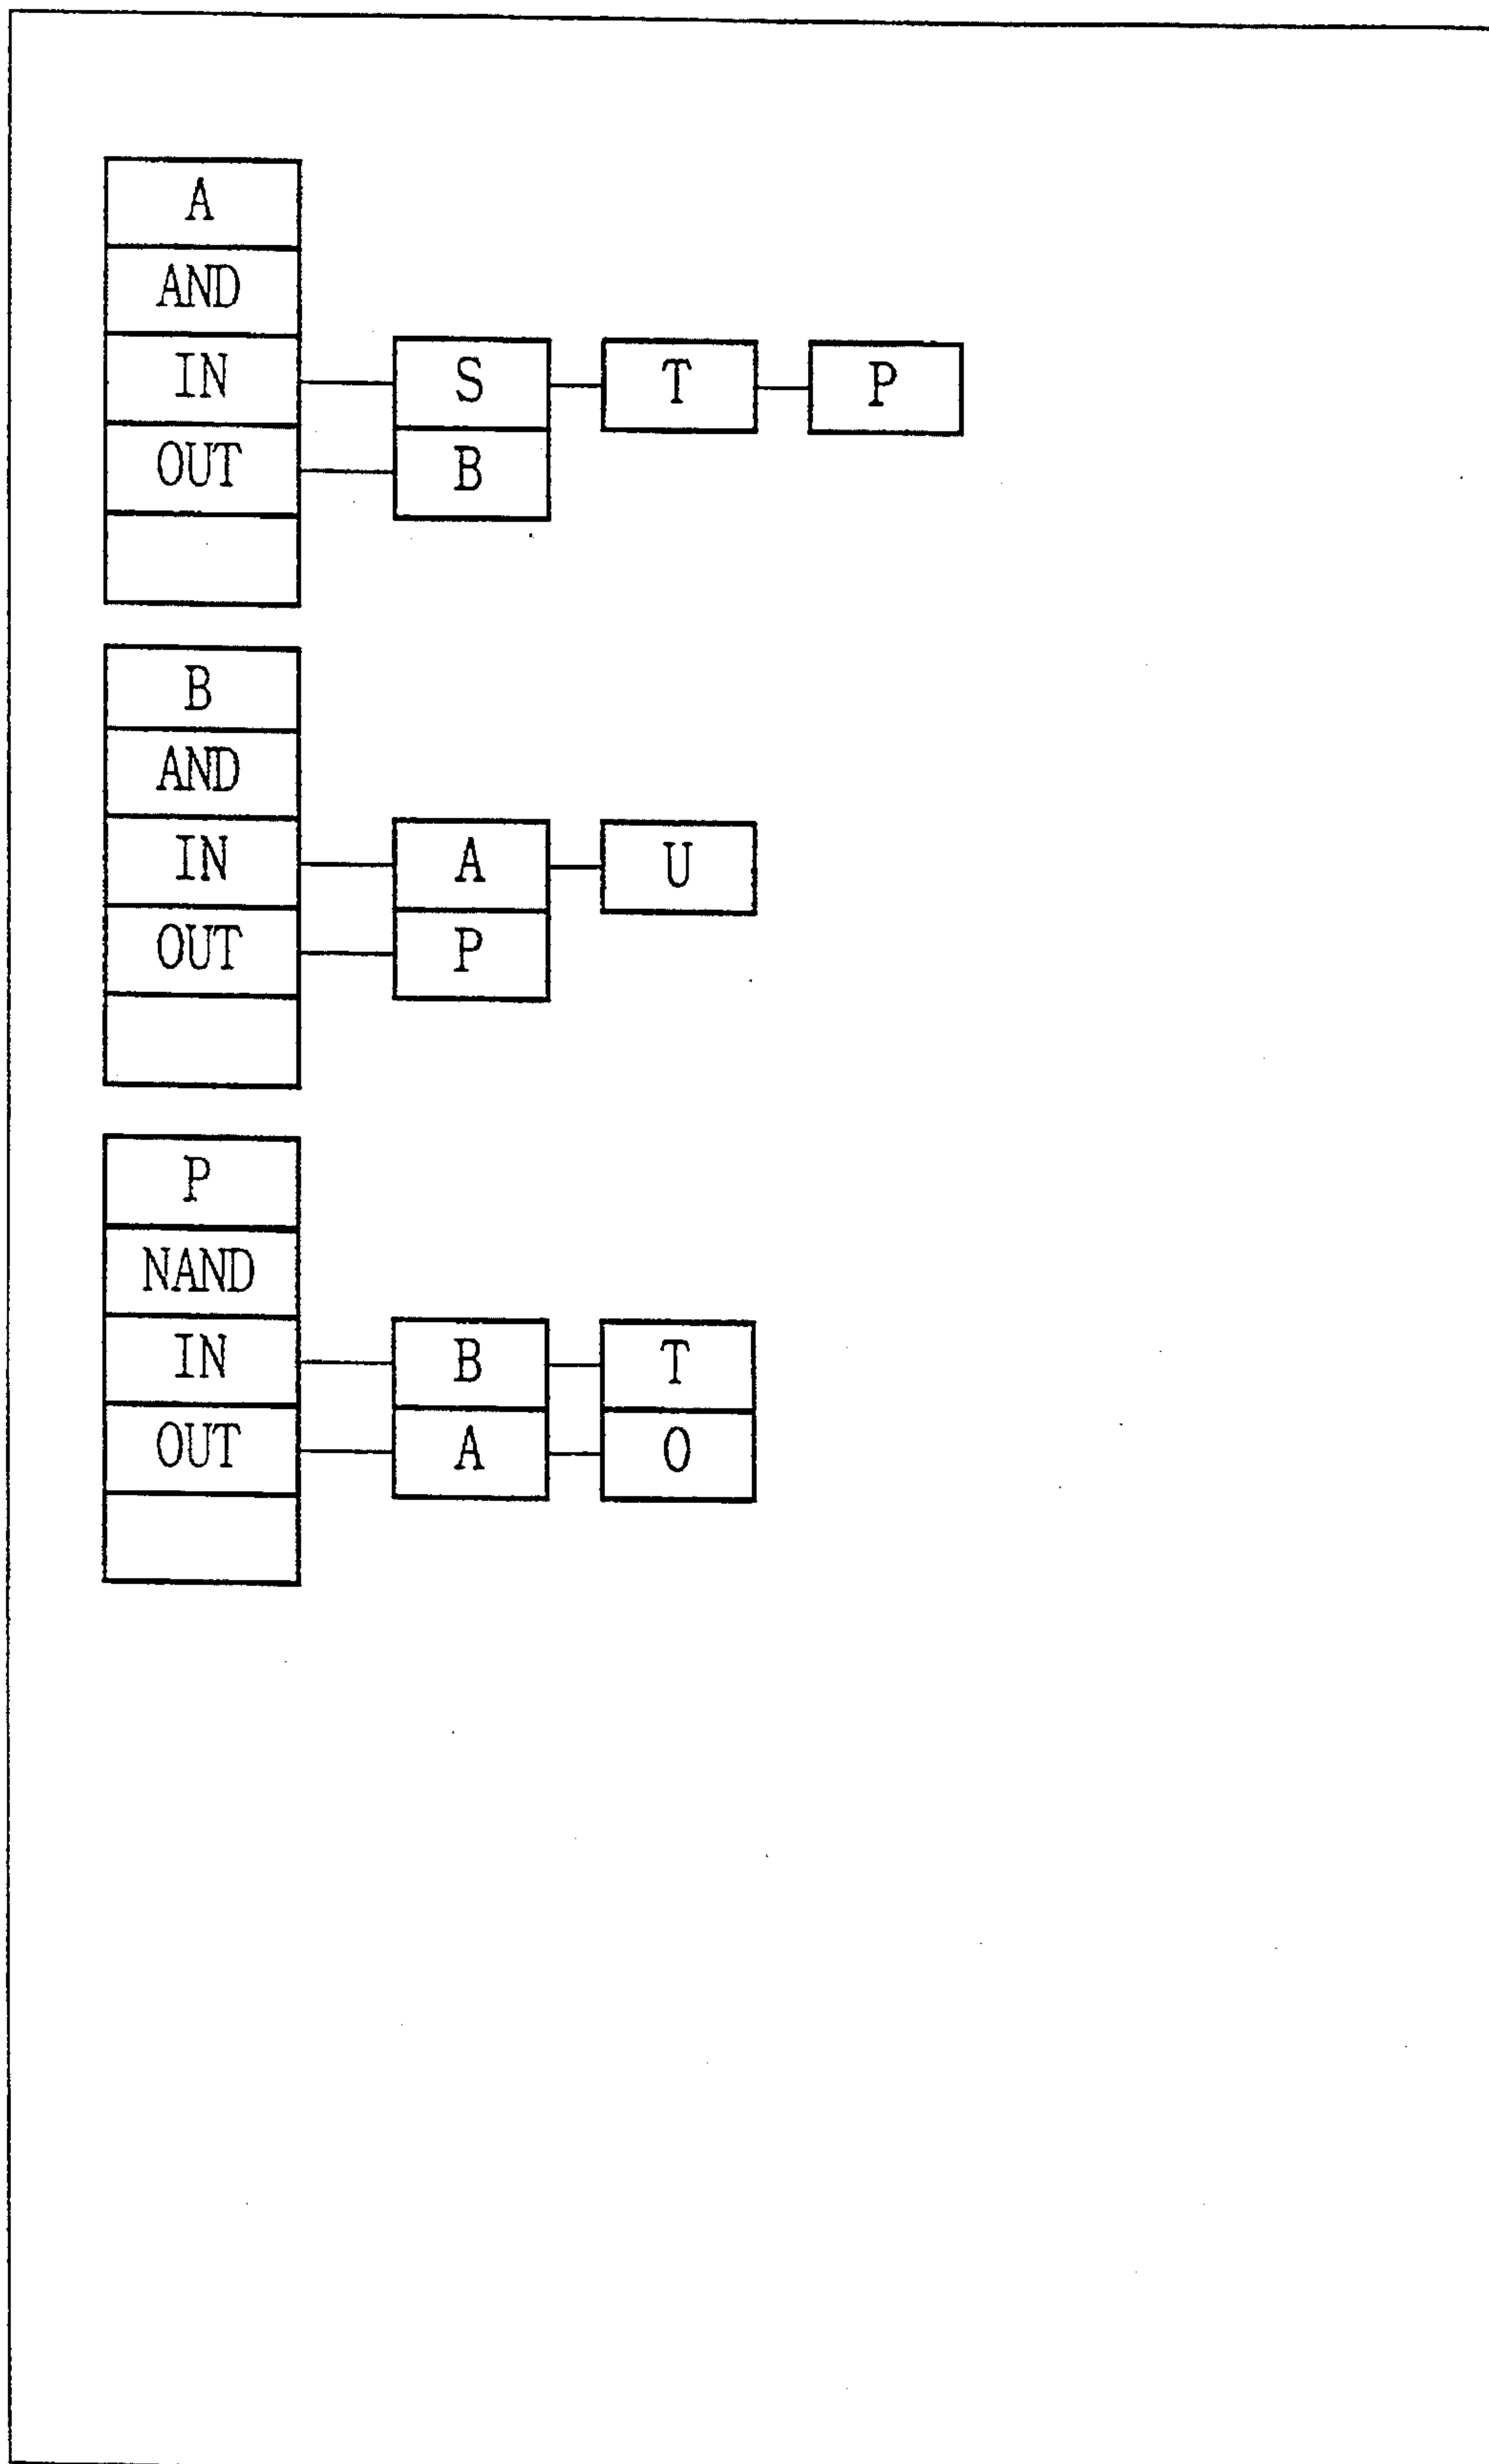 A
AND
IN S T P
OUT B
B
AND
IN A U
OUT P
P
NAND
IN B T
OUT A O